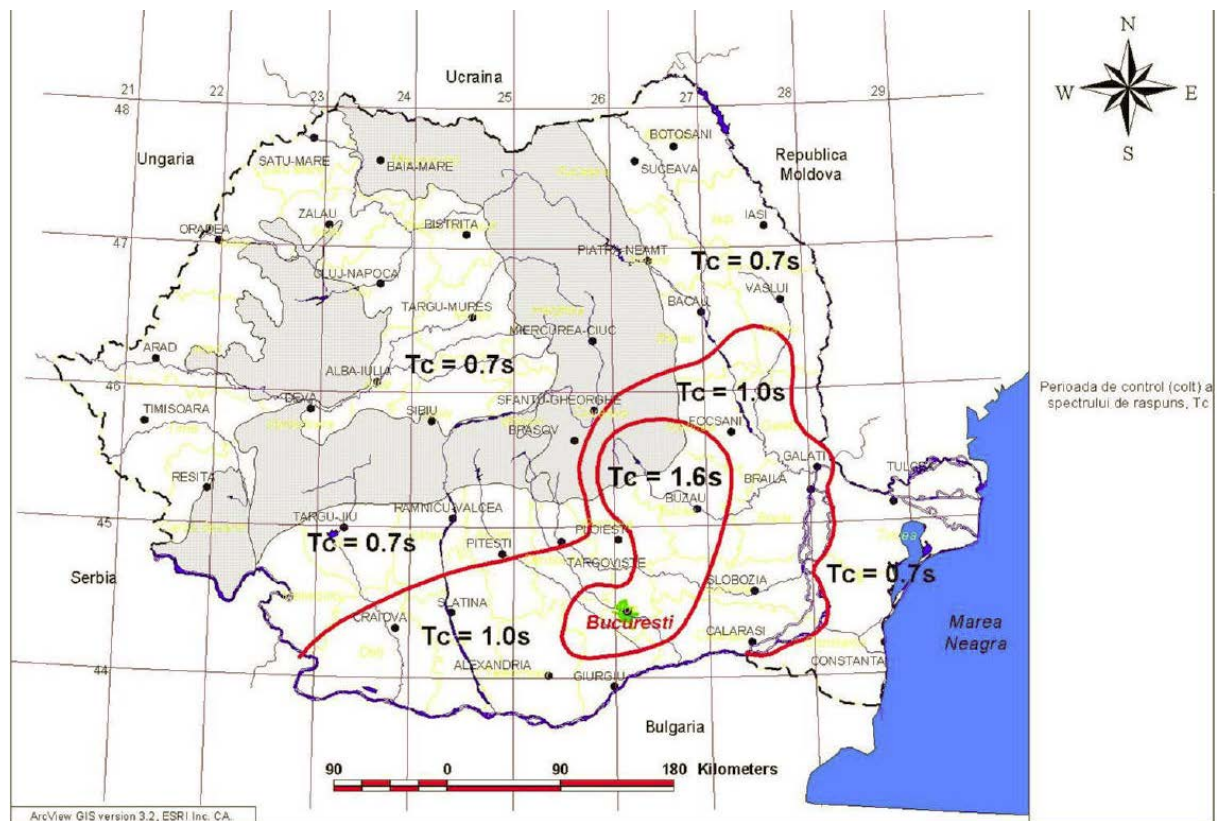 N
W E
S
21
48 22 23 24 25 26 27 28 29
47
46
45
44
Ucraina
Ungaria
Republica
Moldova
BOTOSANI
SATU-MARE
BAIA-MARE
SUCEAVA
ZALAU
IASI
ORADEA
BISTRITA
PIATRA-NEAMT
Tc = 0.7s
CLUJ-NAPOCA
VASLUI
TARGU-MURES
BACAU
MIERCUREA-CIUC
ARAD
Tc = 0.7s
ALBA-IULIA
Tc = 1.0s
Perioada de control (colt) a
spectrului de raspuns, Tc
DEVA
SFANTU-GHEORGHE
TIMISOARA
SIBIU
FOCSANI
BRASOV
GALATI
TULCEA
Tc = 1.6s
RESITA
BRAILA
BUZAU
RAMNICU-VALCEA
TARGU-JIU
PLOIESTI
Tc = 0.7s
PITESTI
TARGOVISTE
Serbia
Tc = 0.7s
SLOBOZIA
SLATINA
CRAIOVA
Bucuresti
Marea
Neagra
Tc = 1.0s
CALARASI
ALEXANDRIA
CONSTANTA
GIURGIU
Bulgaria
90 0 90 180 Kilometers
ArcView GIS version 3.2, ESRI Inc. CA.